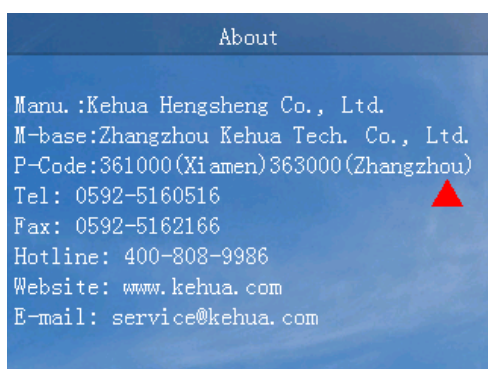 About
Manu.:Kehua Hengsheng Co., Ltd.
M-base:Zhangzhou Kehua Tech. Co., Ltd.
P-Code:361000(Xiamen)363000(Zhangzhou)
Tel: 0592-5160516
Fax: 0592-5162166
Hotline: 400-808-9986
Website: www.kehua.com
E-mail: service@kehua.com